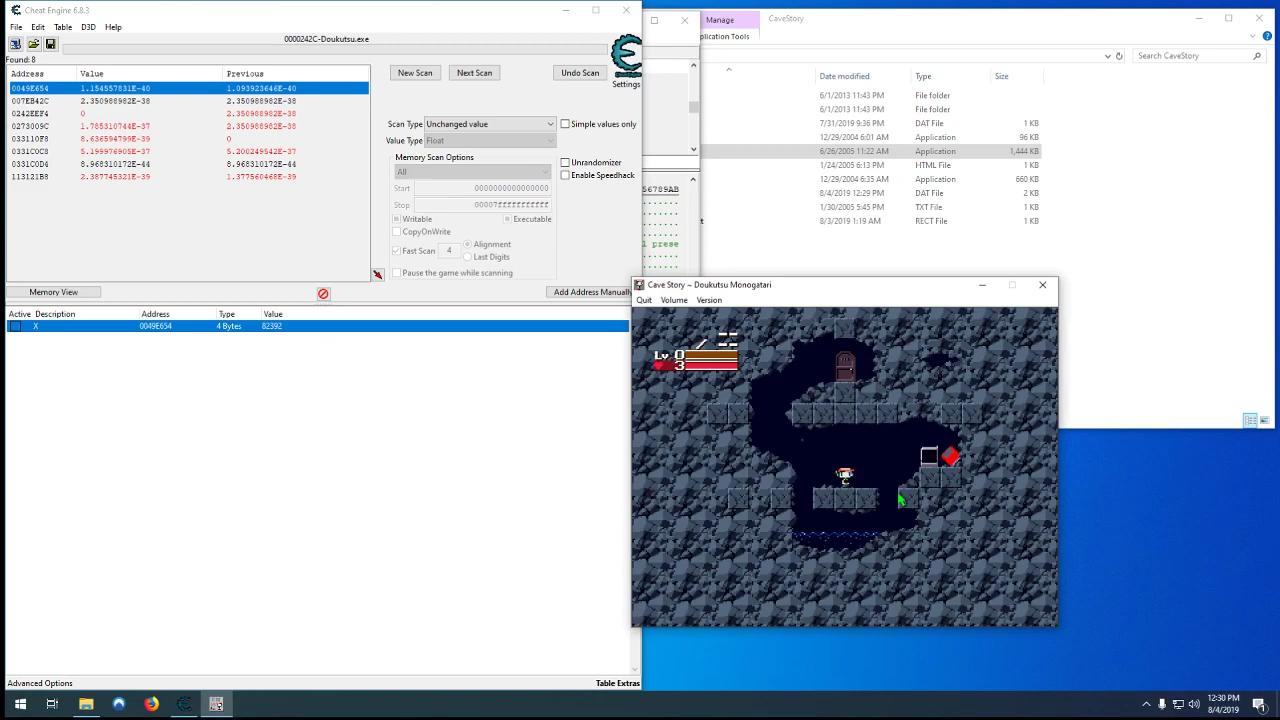 Cheat Engine 6.8.3
File Edit Table D3D Help
0000242C-Doukutsu.exe
Found: 8
Address Value Previous
0049E654 1.154557831E-40 1.093923646E-40
007EB42C 2.350988982E-38 2.350988982E-38
0242EEF4 0 2.350988982E-38
0273009C 1.785310744E-37 0
033110F8 8.636594799E-39 0
0331C0C8 5.199976905E-37 5.200249542E-37
0331C0D4 8.968310172E-44 8.968310172E-44
113121B8 2.387745321E-39 1.377560468E-39
New Scan Next Scan Undo Scan
Settings
Scan Type Unchanged value Simple values only
Value Type Float
Memory Scan Options
All
Unrandomizer
Enable Speedhack
Start 0000000000000000
Stop 00007fffffffffff
Writable Executable
CopyOnWrite
Fast Scan 4 Alignment
Last Digits
Pause the game while scanning
Memory View Add Address Manually
Active Description Address Type Value
X 0049E654 4 Bytes 82392
Advanced Options Table Extras
56789AB
l prese
Manage CaveStory
pplication Tools
Search CaveStory
Date modified Type Size
6/1/2013 11:43 PM File folder
6/1/2013 11:43 PM File folder
7/31/2019 9:36 PM DAT File 1 KB
12/29/2004 6:01 AM Application 96 KB
6/26/2005 11:22 AM Application 1,444 KB
1/24/2005 6:13 PM HTML File 1 KB
12/29/2004 6:35 AM Application 660 KB
8/4/2019 12:29 PM DAT File 2 KB
1/30/2005 5:45 PM TXT File 1 KB
t 8/3/2019 1:19 AM RECT File 1 KB
Cave Story ~ Doukutsu Monogatari
Quit Volume Version
Lv 0
3
12:30 PM
8/4/2019
1